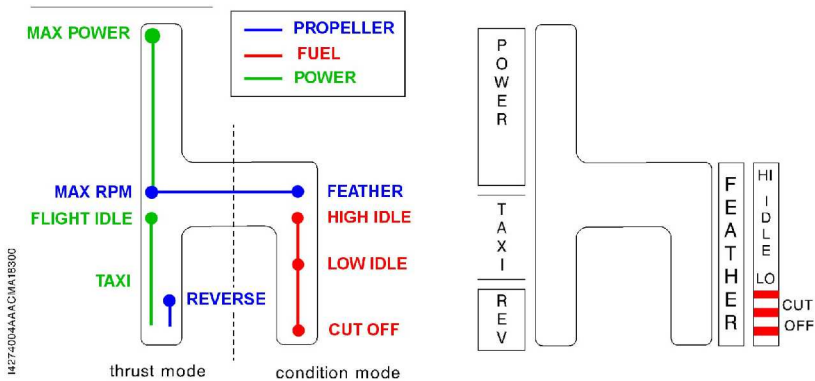 MAX POWER
PROPELLER
FUEL
POWER
MAX RPM
FEATHER
FLIGHT IDLE
HIGH IDLE
TAXI
LOW IDLE
REVERSE
CUT OFF
thrust mode
condition mode
I4274004AAACMA18300
POWER
TAXI
REV
FEATHER
HI
IDLE
LO
CUT
OFF